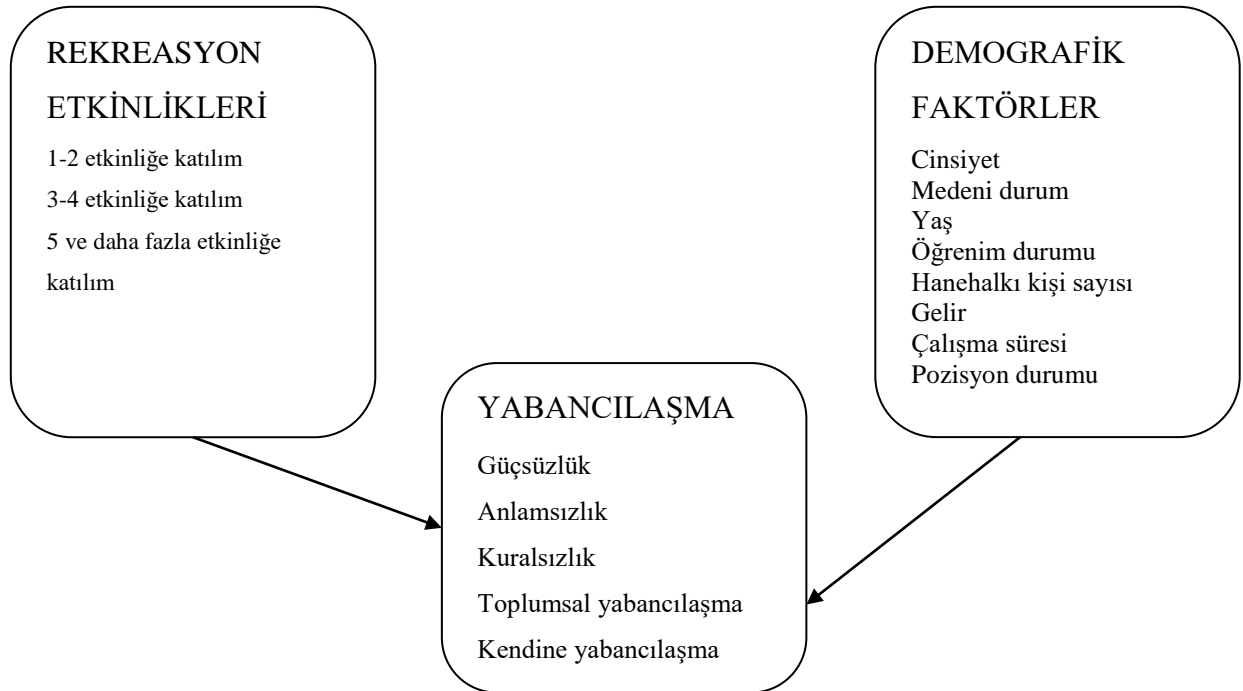 REKREASYON
ETKİNLİKLERİ
1-2 etkinliğe katılım
3-4 etkinliğe katılım
5 ve daha fazla etkinliğe
katılım
DEMOGRAFİK
FAKTÖRLER
Cinsiyet
Medeni durum
Yaş
Öğrenim durumu
Hanehalkı kişi sayısı
Gelir
Çalışma süresi
Pozisyon durumu
YABANCILAŞMA
Güçsüzlük
Anlamsızlık
Kuralsızlık
Toplumsal yabancılaşma
Kendine yabancılaşma